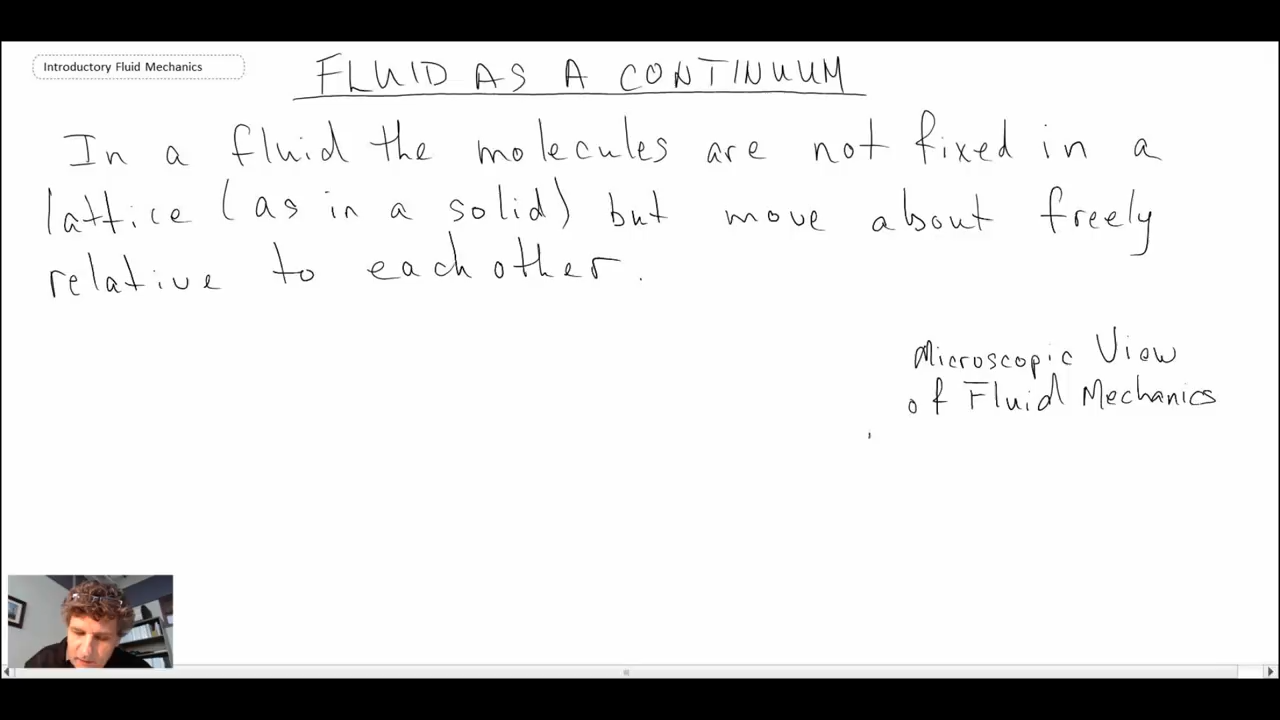 Introductory Fluid Mechanics
FLUID AS A CONTINUUM
In a fluid the molecules are not fixed in a
lattice (as in a solid) but move about freely
relative to each other.
Microscopic View
of Fluid Mechanics